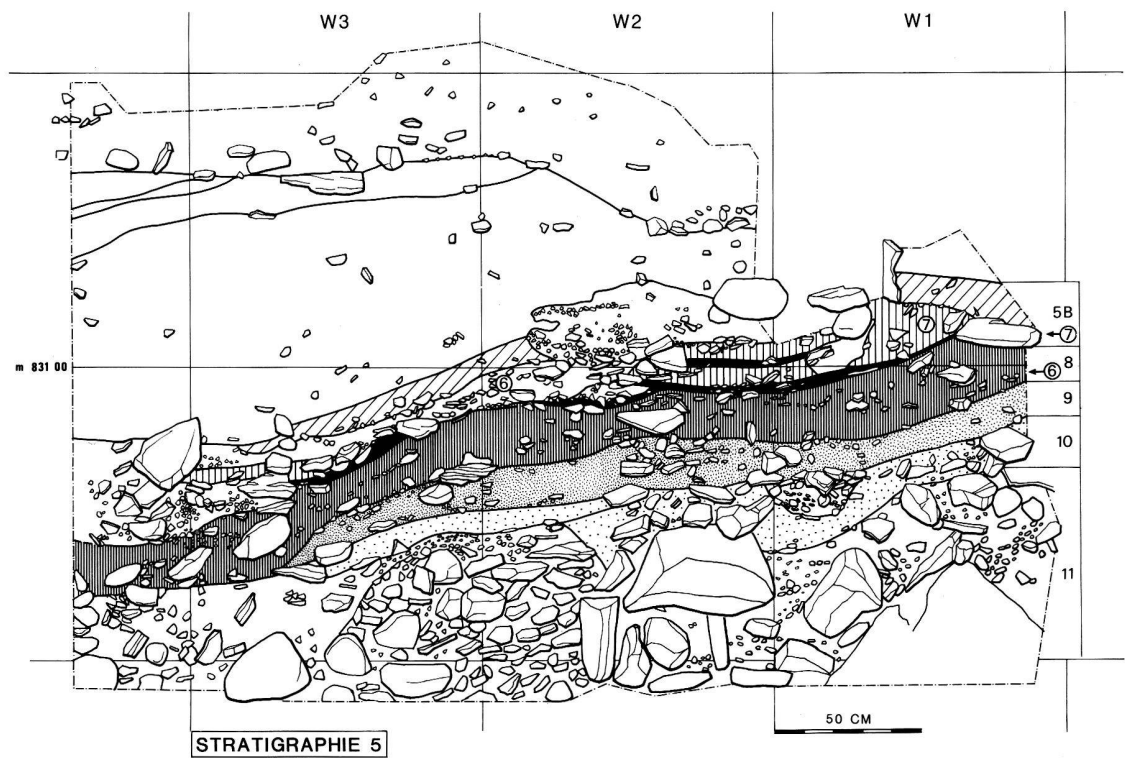 W3 W2 W1
5B
⑦ ⑦
m 831 00
8
⑥ ⑥
9
10
11
50 CM
STRATIGRAPHIE 5